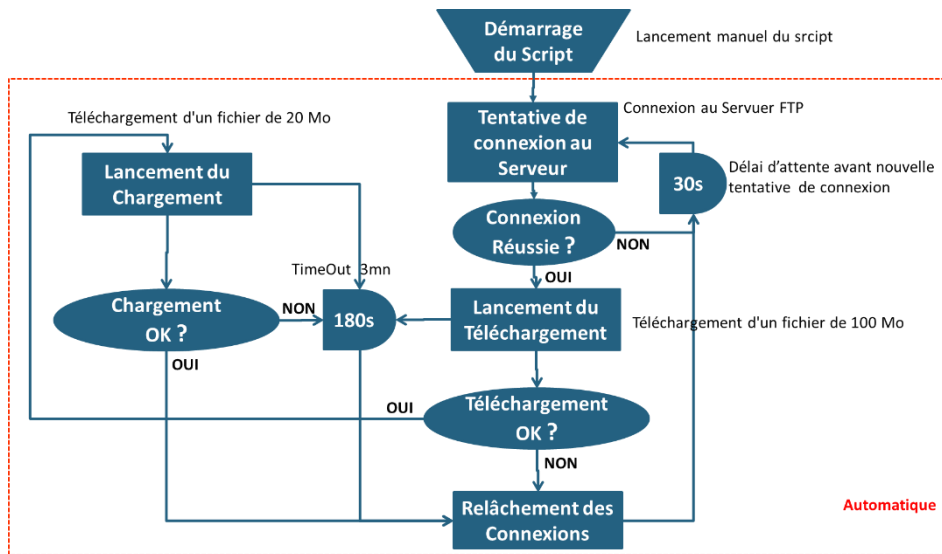 Démarrage
du Script
Lancement manuel du srcipt
Téléchargement d'un fichier de 20 Mo
Connexion au Servuer FTP
Tentative de
connexion au
Serveur
Lancement du
Chargement
30s
Délai d’attente avant nouvelle
tentative de connexion
Connexion
Réussie ?
NON
OUI
TimeOut 3mn
Chargement
OK ?
NON
180s
Lancement du
Téléchargement
Téléchargement d'un fichier de 100 Mo
OUI
OUI
Téléchargement
OK ?
NON
Relâchement des
Connexions
Automatique